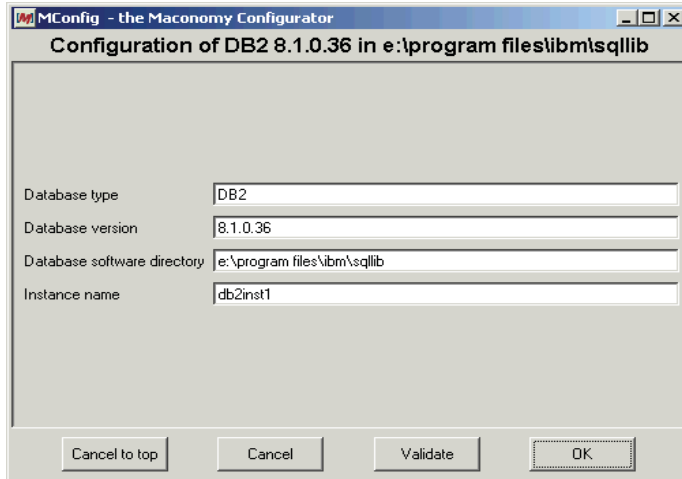 MConfig - the Maconomy Configurator
Configuration of DB2 8.1.0.36 in e:\program files\ibm\sqllib
Database type DB2
Database version 8.1.0.36
Database software directory e:\program files\ibm\sqllib
Instance name db2inst1
Cancel to top Cancel Validate OK